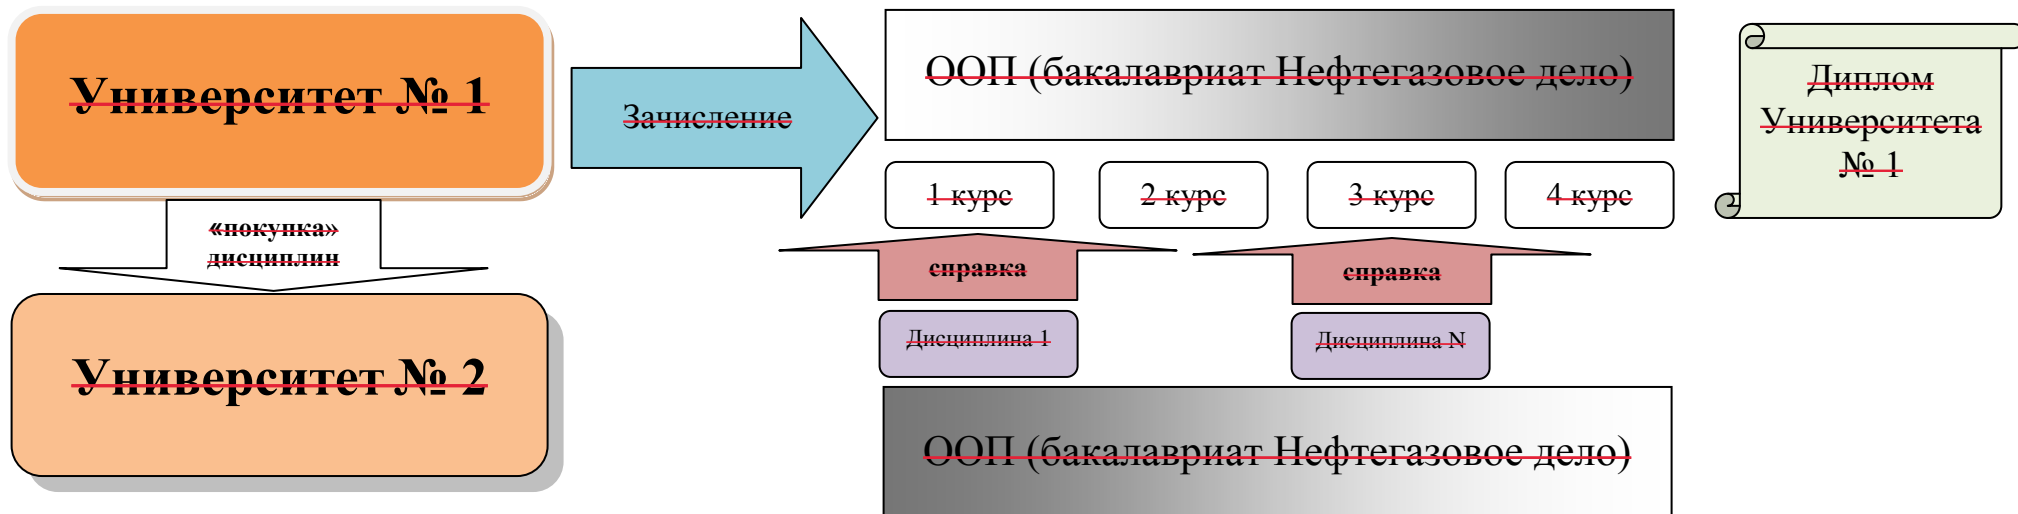 Университет № 1
Зачисление
ООП (бакалавриат Нефтегазовое дело)
Диплом
Университета
№ 1
1 курс
2 курс
3 курс
4 курс
«покупка»
дисциплин
справка
справка
Университет № 2
Дисциплина 1
Дисциплина N
ООП (бакалавриат Нефтегазовое дело)